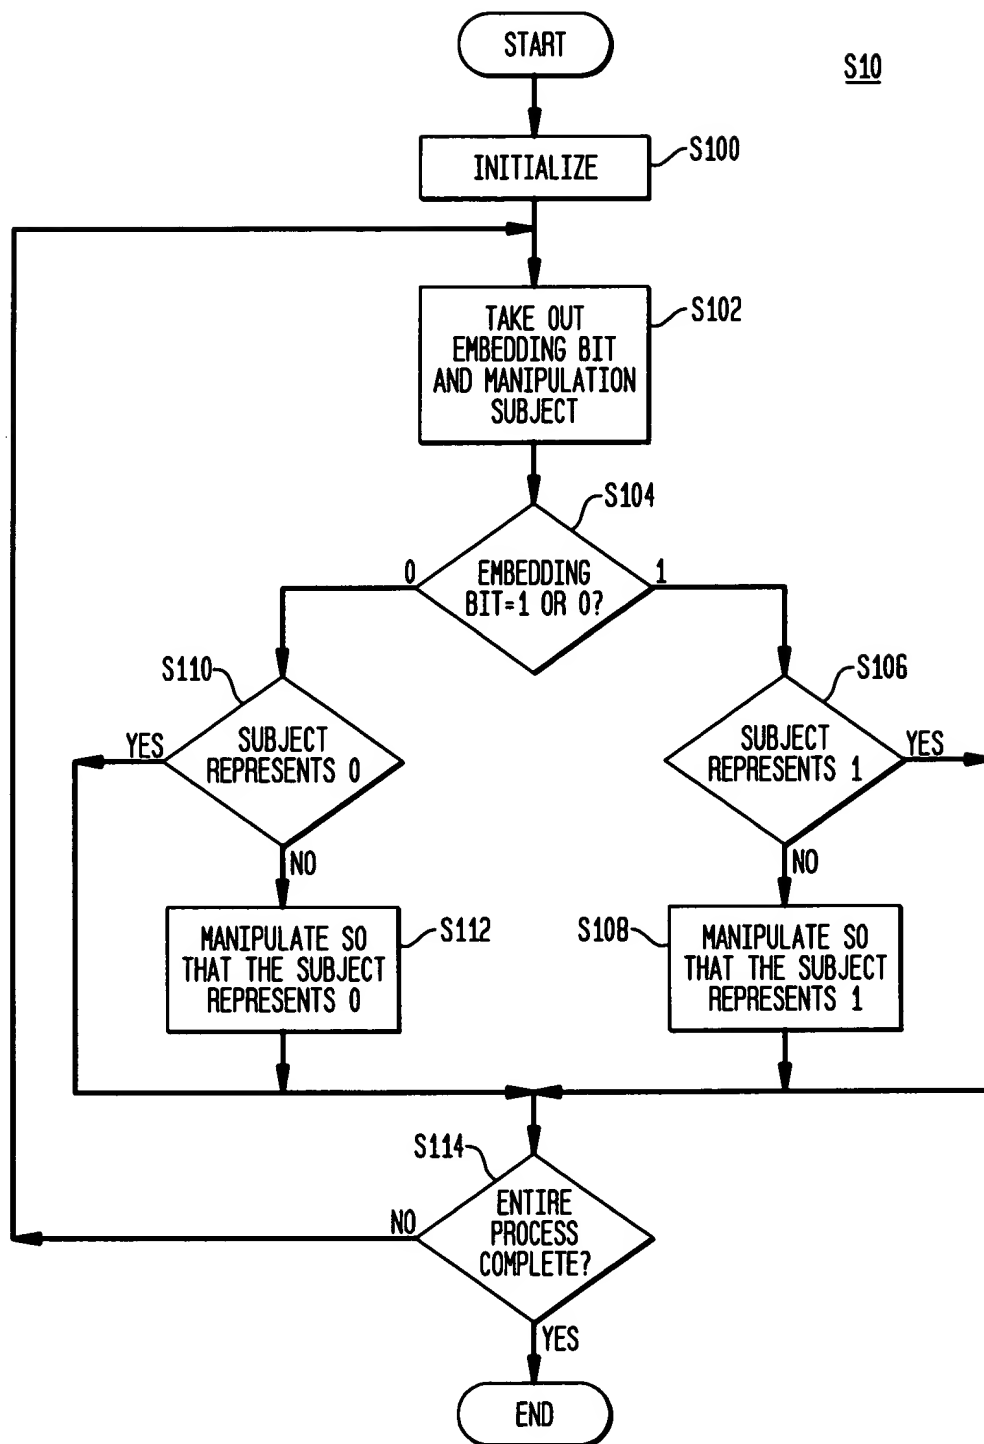 START
S10
INITIALIZE
S100
TAKE OUT
EMBEDDING BIT
AND MANIPULATION
SUBJECT
S102
S104
0
EMBEDDING
BIT=1 OR 0?
1
S110
YES
SUBJECT
REPRESENTS 0
NO
S106
SUBJECT
REPRESENTS 1
YES
NO
MANIPULATE SO
THAT THE SUBJECT
REPRESENTS 0
S112
S108
MANIPULATE SO
THAT THE SUBJECT
REPRESENTS 1
S114
NO
ENTIRE
PROCESS
COMPLETE?
YES
END